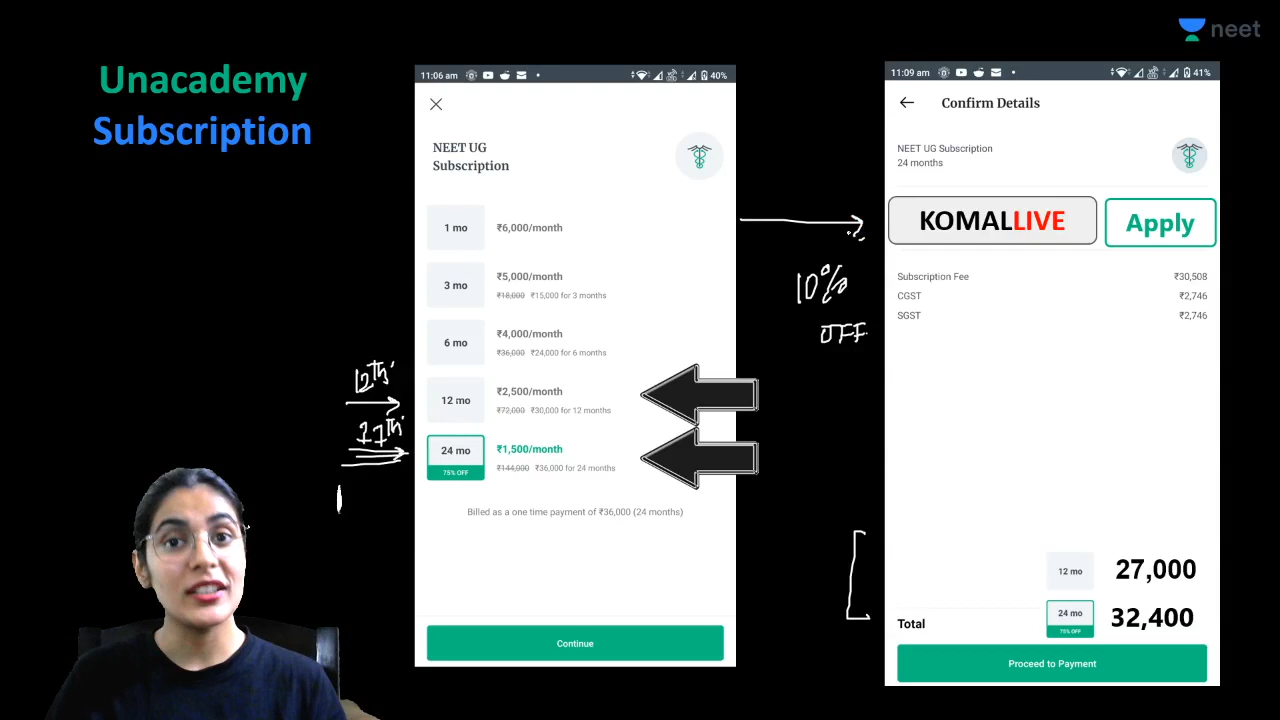 neet
Unacademy
Subscription
11:06 am
40%
NEET UG
Subscription
1 mo
₹6,000/month
3 mo
₹5,000/month
₹18,000 ₹15,000 for 3 months
6 mo
₹4,000/month
₹36,000 ₹24,000 for 6 months
12 mo
₹2,500/month
₹72,000 ₹30,000 for 12 months
24 mo
75% OFF
₹1,500/month
₹144,000 ₹36,000 for 24 months
Billed as a one time payment of ₹36,000 (24 months)
Continue
12th
11th
10%
OFF
11:09 am
41%
Confirm Details
NEET UG Subscription
24 months
KOMALLIVE
Apply
Subscription Fee ₹30,508
CGST ₹2,746
SGST ₹2,746
12 mo 27,000
Total 24 mo 32,400
75% OFF
Proceed to Payment